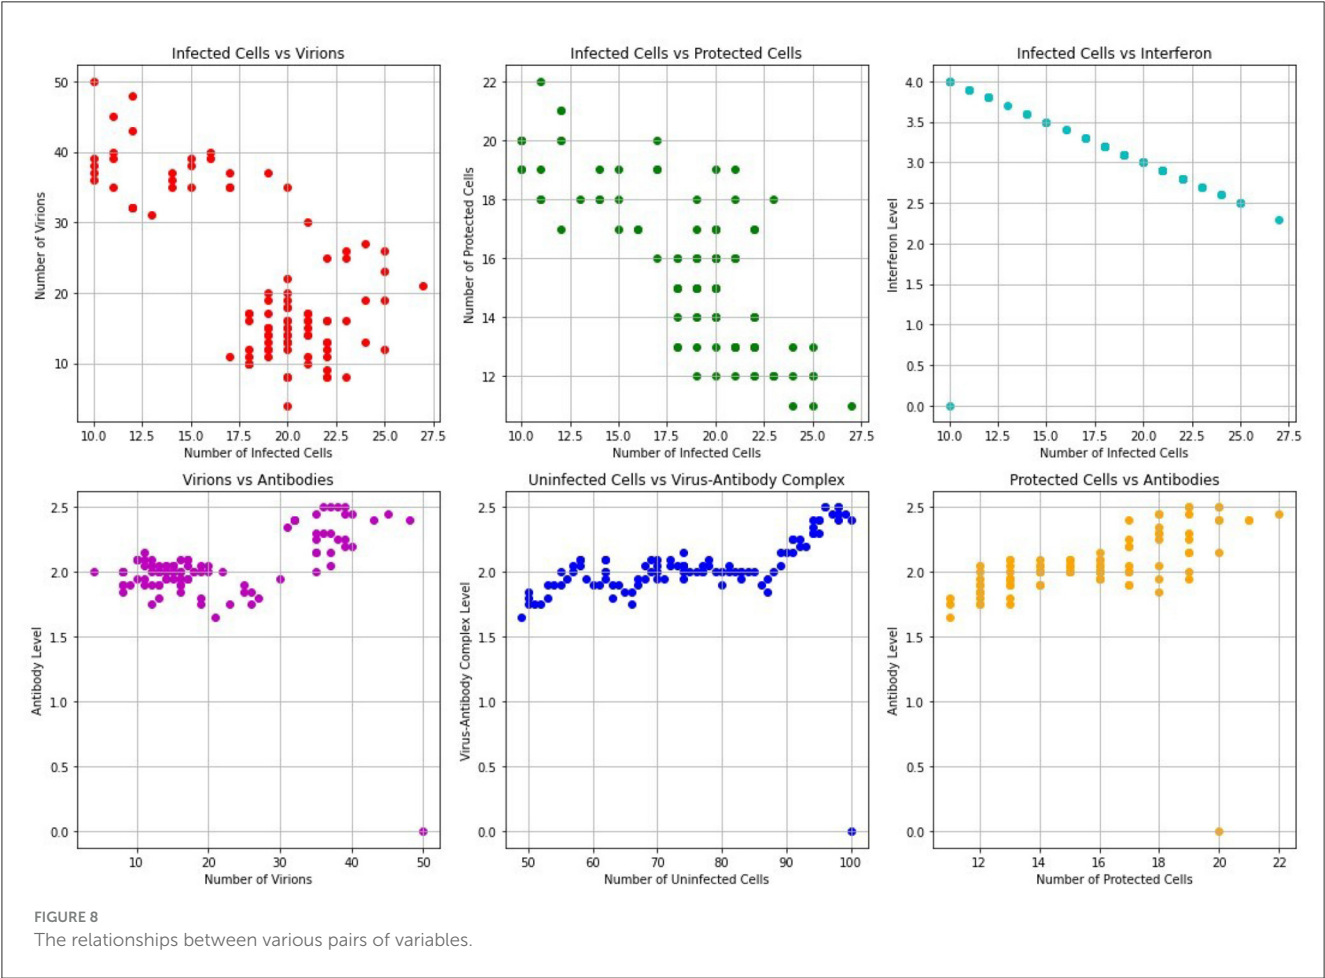 Infected Cells vs Virions
50
40
30
20
10
Number of Virions
10.0 12.5 15.0 17.5 20.0 22.5 25.0 27.5
Number of Infected Cells
Infected Cells vs Protected Cells
22
20
18
16
14
12
Number of Protected Cells
10.0 12.5 15.0 17.5 20.0 22.5 25.0 27.5
Number of Infected Cells
Infected Cells vs Interferon
4.0
3.5
3.0
2.5
2.0
1.5
1.0
0.5
0.0
Interferon Level
10.0 12.5 15.0 17.5 20.0 22.5 25.0 27.5
Number of Infected Cells
Virions vs Antibodies
2.5
2.0
1.5
1.0
0.5
0.0
Antibody Level
10 20 30 40 50
Number of Virions
Uninfected Cells vs Virus-Antibody Complex
2.5
2.0
1.5
1.0
0.5
0.0
Virus-Antibody Complex Level
50 60 70 80 90 100
Number of Uninfected Cells
Protected Cells vs Antibodies
2.5
2.0
1.5
1.0
0.5
0.0
Antibody Level
12 14 16 18 20 22
Number of Protected Cells
FIGURE 8
The relationships between various pairs of variables.